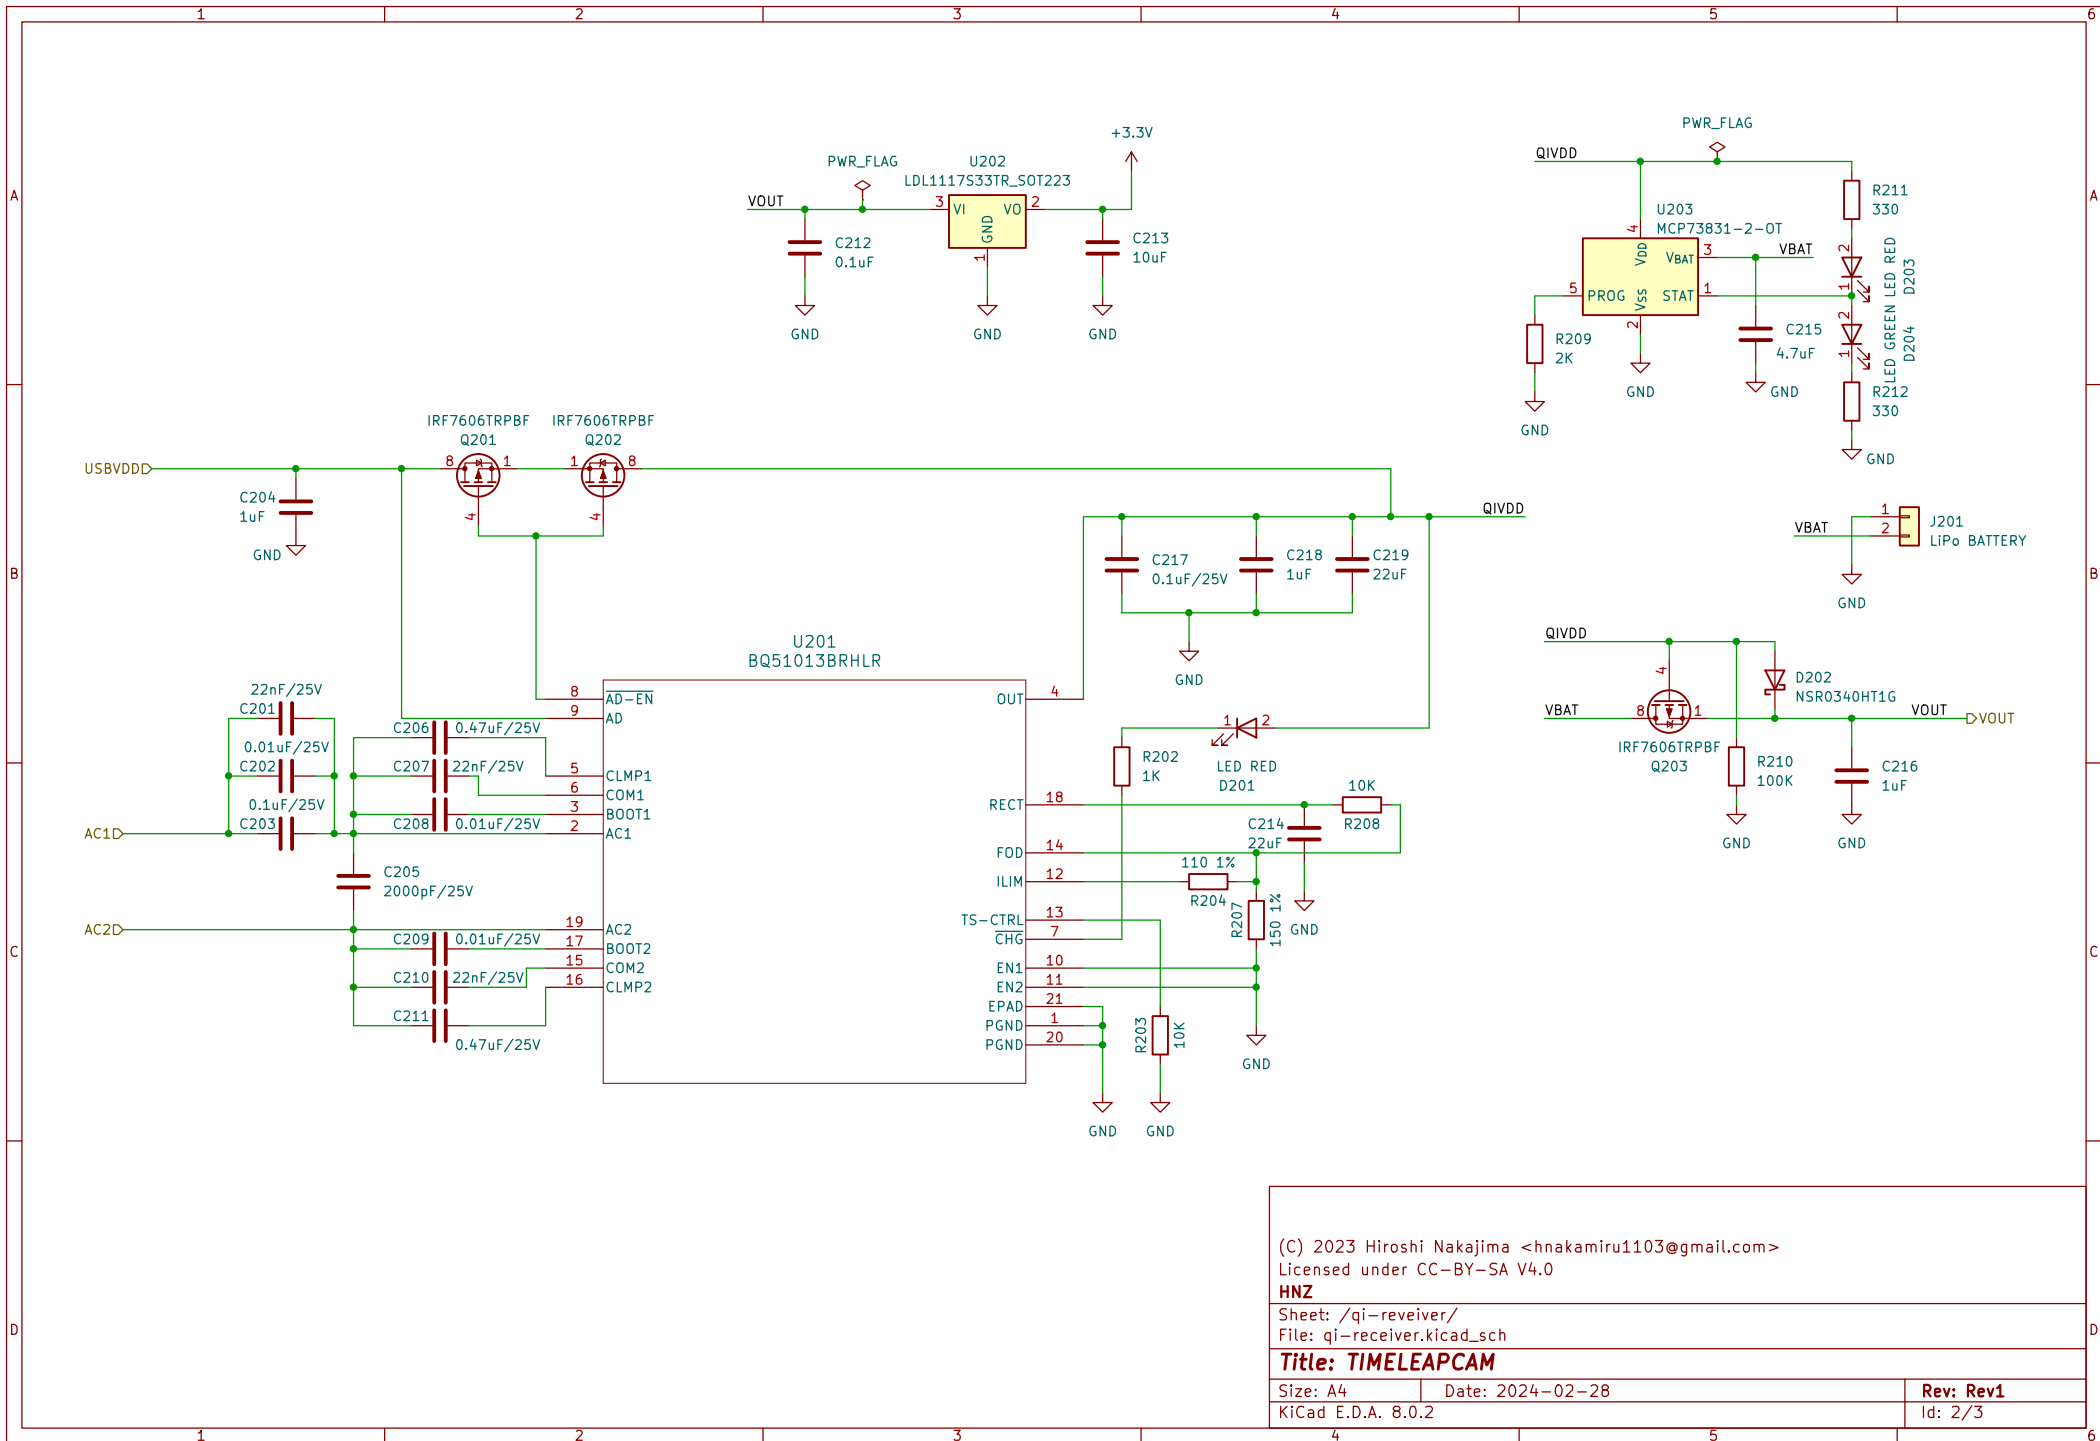 1 2 3 4 5 6
A
A
B
B
C
C
D
D
PWR_FLAG
U202
LDL1117S33TR_SOT223
+3.3V
VOUT
3 VI VO 2
GND
1
C212
0.1uF
C213
10uF
GND
GND
GND
PWR_FLAG
QIVDD
U203
MCP73831-2-OT
4
VDD
VBAT 3
VBAT
5 PROG
STAT 1
VSS
2
R209
2K
GND
GND
C215
4.7uF
GND
R211
330
2
1
LED RED
D203
2
1
LED GREEN
D204
R212
330
GND
IRF7606TRPBF
Q201
IRF7606TRPBF
Q202
USBVDD
8 1
4
1 8
4
C204
1uF
GND
QIVDD
C217
0.1uF/25V
C218
1uF
C219
22uF
GND
VBAT
1
2
J201
LiPo BATTERY
GND
U201
BQ51013BRHLR
8 AD-EN
9 AD
5 CLMP1
6 COM1
3 BOOT1
2 AC1
19 AC2
17 BOOT2
15 COM2
16 CLMP2
OUT 4
RECT 18
FOD 14
ILIM 12
TS-CTRL 13
CHG 7
EN1 10
EN2 11
EPAD 21
PGND 1
PGND 20
22nF/25V
C201
0.01uF/25V
C202
0.1uF/25V
C203
AC1
C206 0.47uF/25V
C207 22nF/25V
C208 0.01uF/25V
C205
2000pF/25V
AC2
C209 0.01uF/25V
C210 22nF/25V
C211
0.47uF/25V
1 2
LED RED
D201
R202
1K
10K
R208
C214
22uF
GND
110 1%
R204
R207
150 1%
GND
R203
10K
GND
GND
QIVDD
4
VBAT
8 1
IRF7606TRPBF
Q203
D202
NSR0340HT1G
VOUT
VOUT
R210
100K
C216
1uF
GND
GND
(C) 2023 Hiroshi Nakajima <hnakamiru1103@gmail.com>
Licensed under CC-BY-SA V4.0
HNZ
Sheet: /qi-reveiver/
File: qi-receiver.kicad_sch
Title: TIMELEAPCAM
Size: A4 Date: 2024-02-28 Rev: Rev1
KiCad E.D.A. 8.0.2 Id: 2/3
1 2 3 4 5 6